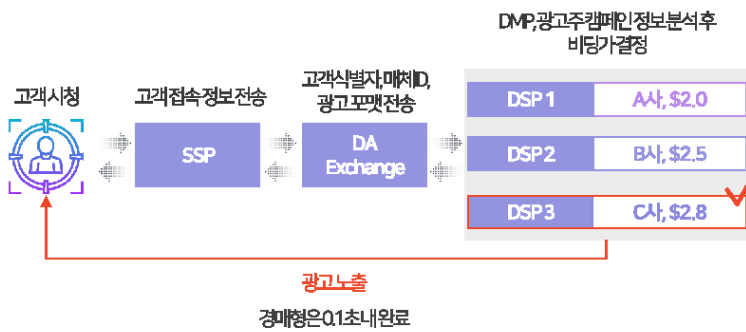 DMP, 광고주 캠페인 정보 분석 후
비딩가 결정
고객 시청
고객 접속 정보 전송
고객식별자, 매체ID,
광고 포맷 전송
SSP
DA
Exchange
DSP 1
A사, $2.0
DSP 2
B사, $2.5
DSP 3
C사, $2.8
광고 노출
경매형은 0.1초 내 완료